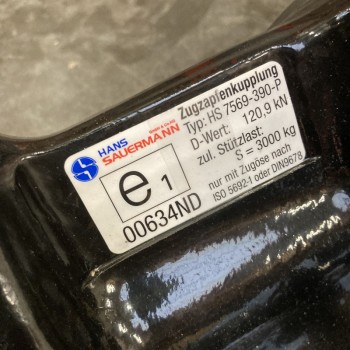 HANS
SAUERMANN
e1
00634ND
Zugzapfenkupplung
Typ: HS 7569-390-P
D-Wert: 120,9 kN
zul. Stützlast:
S = 3000 kg
nur mit Zugöse nach
ISO 5692-1 oder DIN9678